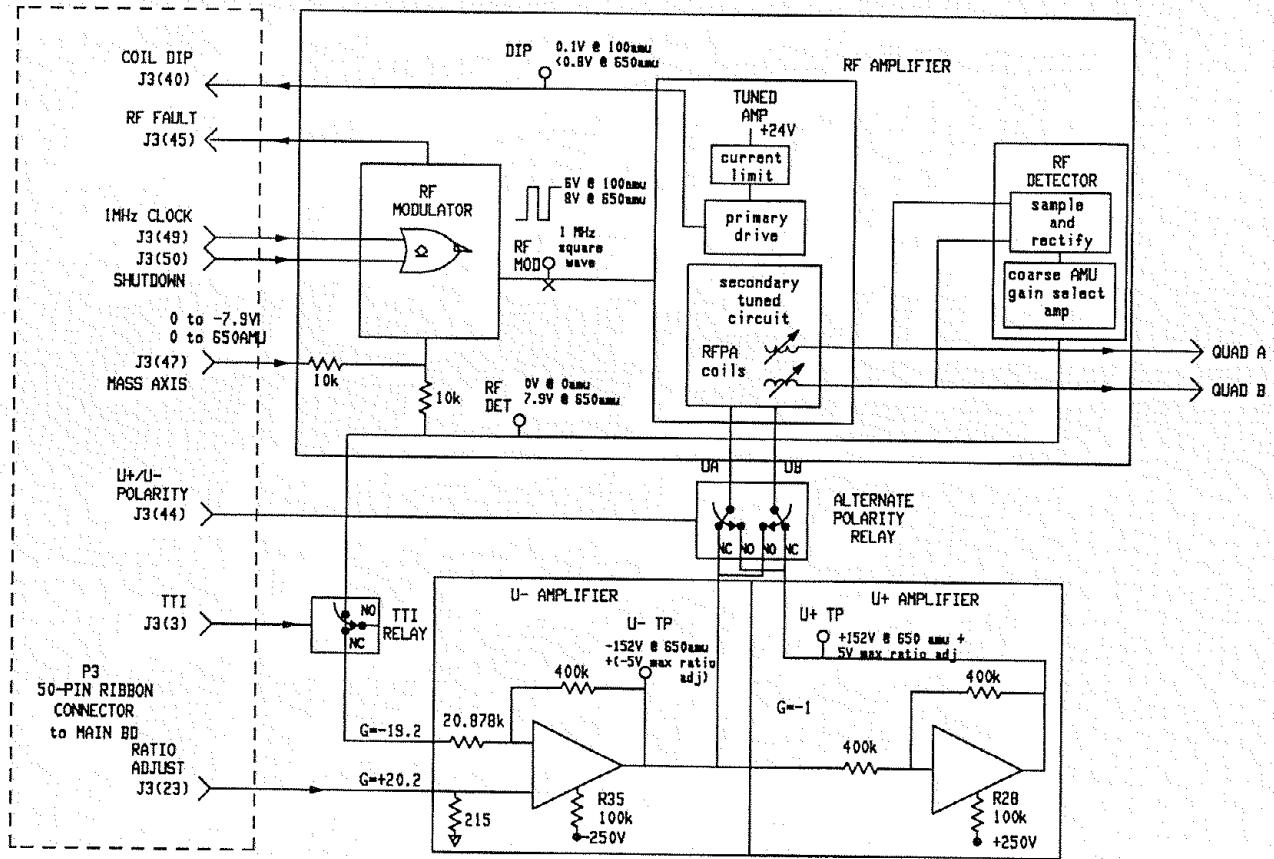 COIL DIP
J3(40)
RF FAULT
J3(45)
1MHz CLOCK
J3(49)
J3(50)
SHUTDOWN
0 to -7.9V
0 to 650AMU
J3(47)
MASS AXIS
U+/U-
POLARITY
J3(44)
TTI
J3(3)
P3
50-PIN RIBBON
CONNECTOR
to MAIN BD
RATIO
ADJUST
J3(23)
DIP
0.1V @ 100amu
<0.8V @ 650amu
RF AMPLIFIER
RF
MODULATOR
6V @ 100amu
8V @ 650amu
RF
MOD
1 MHz
square
wave
10k
10k
RF
DET
0V @ 0amu
7.9V @ 650amu
TUNED
AMP
+24V
current
limit
primary
drive
secondary
tuned
circuit
RFPA
coils
RF
DETECTOR
sample
and
rectify
coarse AMU
gain select
amp
QUAD A
QUAD B
UA
UB
NC
NO
NO
NC
ALTERNATE
POLARITY
RELAY
NO
NC
TTI
RELAY
U- AMPLIFIER
U- TP
-152V @ 650amu
+(-5V max ratio
adj)
400k
20.878k
G=-19.2
G=+20.2
215
R35
100k
-250V
U+ AMPLIFIER
U+ TP
+152V @ 650 amu +
5V max ratio adj
400k
G=-1
400k
R28
100k
+250V